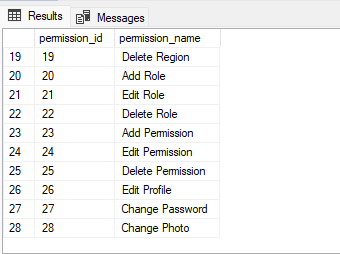 Results Messages
permission_id permission_name
19 19 Delete Region
20 20 Add Role
21 21 Edit Role
22 22 Delete Role
23 23 Add Permission
24 24 Edit Permission
25 25 Delete Permission
26 26 Edit Profile
27 27 Change Password
28 28 Change Photo